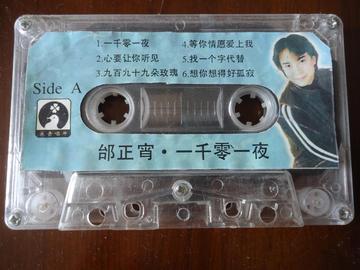 1.一千零一夜
4.等你情愿爱上我
2.心要让你听见
5.找一个字代替
3.九百九十九朵玫瑰
6.想你想得好孤寂
Side A
邰正宵·一千零一夜